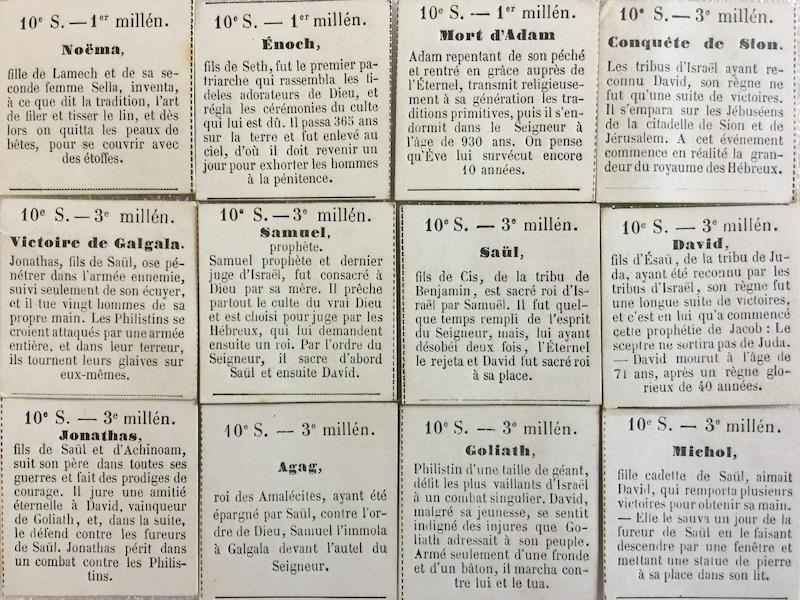 10e S. — 1er millén.
Noëma,
fille de Lamech et de sa se-
conde femme Sella, inventa,
à ce que dit la tradition, l'art
de filer et tisser le lin, et dès
lors on quitta les peaux de
bêtes, pour se couvrir avec
des étoffes.
10e S. — 1er millén.
Énoch,
fils de Seth, fut le premier pa-
triarche qui rassembla les fi-
deles adorateurs de Dieu, et
régla les cérémonies du culte
qui lui est dû. Il passa 365 ans
sur la terre et fut enlevé au
ciel, d'où il doit revenir un
jour pour exhorter les hommes
à la pénitence.
10e S. — 1er millén.
Mort d'Adam
Adam repentant de son péché
et rentré en grâce auprès de
l'Éternel, transmit religieuse-
ment à sa génération les tra-
ditions primitives, puis il s'en-
dormit dans le Seigneur à
l'âge de 930 ans. On pense
qu'Ève lui survécut encore
10 années.
10e S. — 3e millén.
Conquête de Sion.
Les tribus d'Israël ayant re-
connu David, son règne ne
fut qu'une suite de victoires.
Il s'empara sur les Jébuséens
de la citadelle de Sion et de
Jérusalem. A cet événement
commence en réalité la gran-
deur du royaume des Hébreux.
10e S. — 3e millén.
Victoire de Galgala.
Jonathas, fils de Saül, ose pé-
nétrer dans l'armée ennemie,
suivi seulement de son écuyer,
et il tue vingt hommes de sa
propre main. Les Philistins se
croient attaqués par une armée
entière, et dans leur terreur,
ils tournent leurs glaives sur
eux-mêmes.
10e S. — 3e millén.
Samuel,
prophète.
Samuel prophète et dernier
juge d'Israël, fut consacré à
Dieu par sa mère. Il prêche
partout le culte du vrai Dieu
et est choisi pour juge par les
Hébreux, qui lui demandent
ensuite un roi. Par l'ordre du
Seigneur, il sacre d'abord
Saül et ensuite David.
10e S. — 3e millén.
Saül,
fils de Cis, de la tribu de
Benjamin, est sacré roi d'Is-
raël par Samuël. Il fut quel-
que temps rempli de l'esprit
du Seigneur, mais, lui ayant
désobéi deux fois, l'Éternel
le rejeta et David fut sacré roi
à sa place.
10e S. — 3e millén.
David,
fils d'Ésaü, de la tribu de Ju-
da, ayant été reconnu par les
tribus d'Israël, son règne fut
une longue suite de victoires,
et c'est en lui qu'a commencé
cette prophétie de Jacob : Le
sceptre ne sortira pas de Juda.
— David mourut à l'âge de
71 ans, après un règne glo-
rieux de 40 années.
10e S. — 3e millén.
Jonathas,
fils de Saül et d'Achinoam,
suit son père dans toutes ses
guerres et fait des prodiges de
courage. Il jure une amitié
éternelle à David, vainqueur
de Goliath, et, dans la suite,
le défend contre les fureurs
de Saül. Jonathas périt dans
un combat contre les Philis-
tins.
10e S. — 3e millén.
Agag,
roi des Amalécites, ayant été
épargné par Saül, contre l'or-
dre de Dieu, Samuel l'immola
à Galgala devant l'autel du
Seigneur.
10e S. — 3e millén.
Goliath,
Philistin d'une taille de géant,
défit les plus vaillants d'Israël
à un combat singulier. David,
malgré sa jeunesse, se sentit
indigné des injures que Go-
liath adressait à son peuple.
Armé seulement d'une fronde
et d'un bâton, il marcha con-
tre lui et le tua.
10e S. — 3e millén.
Michol,
fille cadette de Saül, aimait
David, qui remporta plusieurs
victoires pour obtenir sa main.
— Elle le sauva un jour de la
fureur de Saül en le faisant
descendre par une fenêtre et
mettant une statue de pierre
à sa place dans son lit.